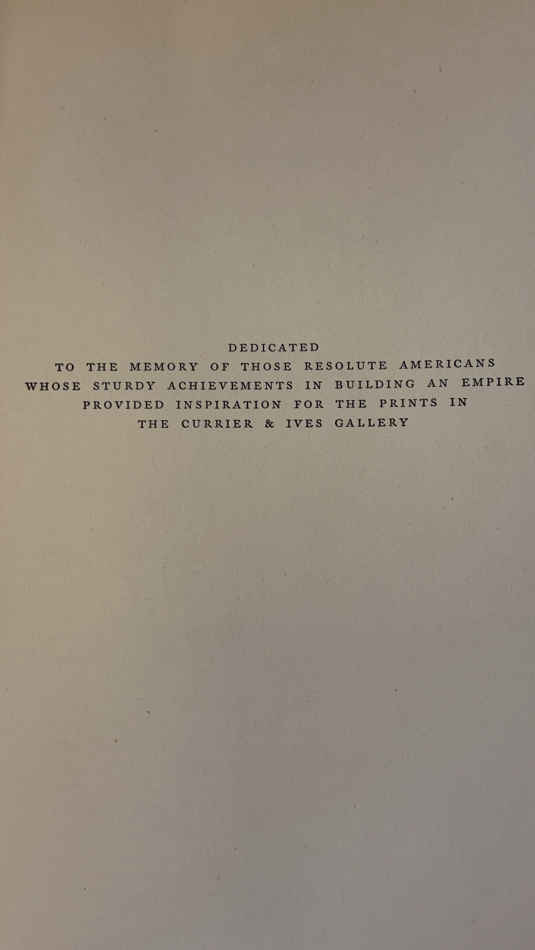 DEDICATED
TO THE MEMORY OF THOSE RESOLUTE AMERICANS
WHOSE STURDY ACHIEVEMENTS IN BUILDING AN EMPIRE
PROVIDED INSPIRATION FOR THE PRINTS IN
THE CURRIER & IVES GALLERY